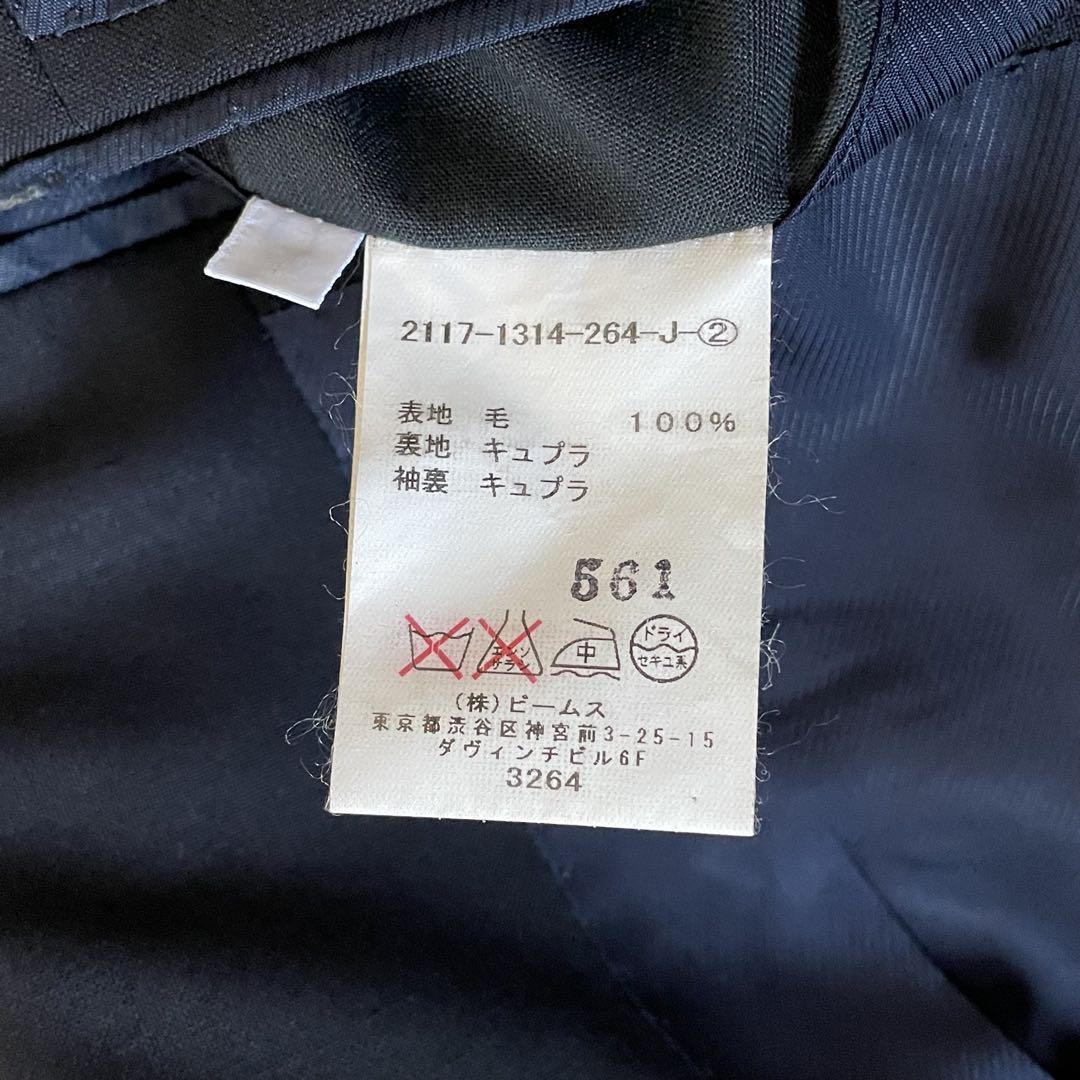 2117-1314-264-J-②
表地 毛 100%
裏地 キュプラ
袖裏 キュプラ
561
エンソ
サラシ
中
ドライ
セキユ系
(株)ビームス
東京都渋谷区神宮前3-25-15
ダヴィンチビル6F
3264